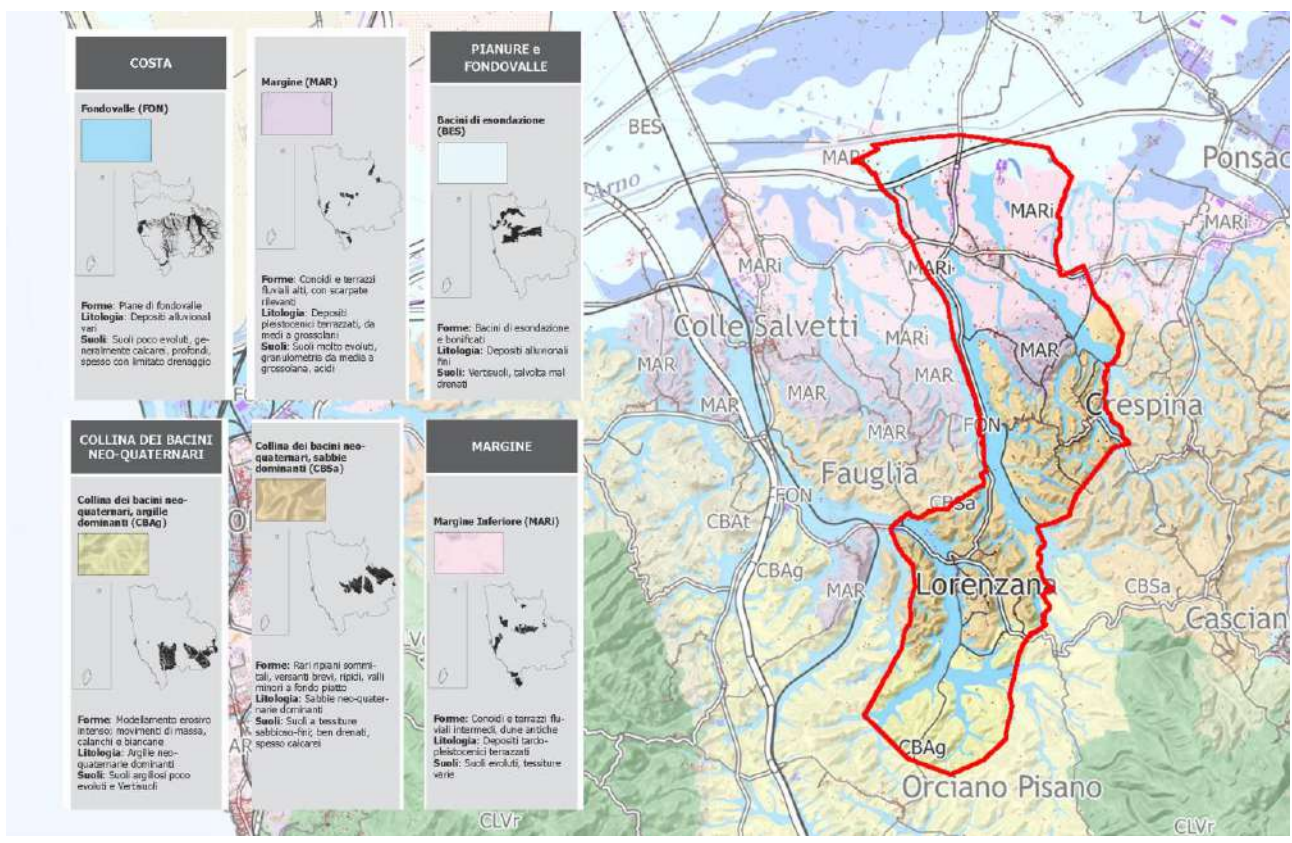 COSTA
Fondovalle (FON)
Forme: Piane di fondovalle
Litologia: Depositi alluvionali
vari
Suoli: Suoli poco evoluti, ge-
neralmente calcarei, profondi,
spesso con limitato drenaggio
Margine (MAR)
Forme: Conoidi e terrazzi
fluviali alti, con scarpate
rilevanti
Litologia: Depositi
pleistocenici terrazzati, da
medi a grossolani
Suoli: Suoli molto evoluti,
granulometria da media a
grossolana, acidi
PIANURE e
FONDOVALLE
Bacini di esondazione
(BES)
Forme: Bacini di esondazione
e bonificati
Litologia: Depositi alluvionali
fini
Suoli: Vertisuoli, talvolta mal
drenati
COLLINA DEI BACINI
NEO-QUATERNARI
Collina dei bacini neo-
quaternari, argille
dominanti (CBAg)
Forme: Modellamento erosivo
intenso; movimenti di massa,
calanchi e biancane
Litologia: Argille neo-
quaternarie dominanti
Suoli: Suoli argillosi poco
evoluti e Vertisuoli
Collina dei bacini neo-
quaternari, sabbie
dominanti (CBSa)
Forme: Rari ripiani sommi-
tali, versanti brevi, ripidi, valli
minori a fondo piatto
Litologia: Sabbie neo-quater-
narie dominanti
Suoli: Suoli a tessiture
sabbioso-fini; ben drenati,
spesso calcarei
MARGINE
Margine Inferiore (MARi)
Forme: Conoidi e terrazzi flu-
viali intermedi, dune antiche
Litologia: Depositi tardo-
pleistocenici terrazzati
Suoli: Suoli evoluti, tessiture
varie
BES
MARi
Ponsac
Arno
MARi
MARi
MARi
MARi
Colle Salvetti
MARi
MAR
MAR
MAR
MAR
MAR
MAR
Crespina
FON
Fauglia
FON
CBSa
CBAt
CBAg
MAR
Lorenzana
CBSa
Cascian
CBAg
Orciano Pisano
CLVr
CLVr